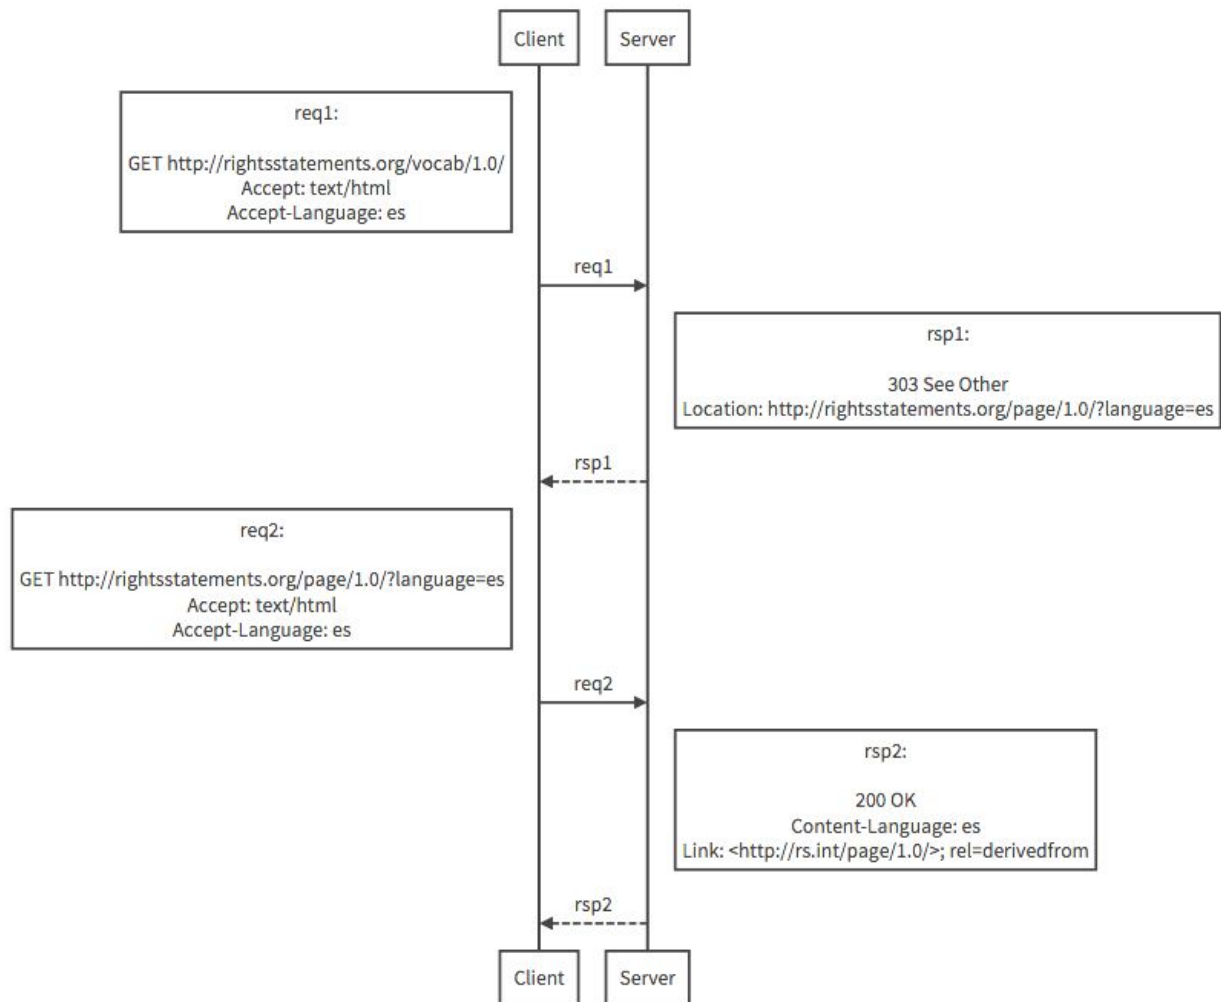 Client
Server
req1:
GET http://rightsstatements.org/vocab/1.0/
Accept: text/html
Accept-Language: es
req1
rsp1:
303 See Other
Location: http://rightsstatements.org/page/1.0/?language=es
rsp1
req2:
GET http://rightsstatements.org/page/1.0/?language=es
Accept: text/html
Accept-Language: es
req2
rsp2:
200 OK
Content-Language: es
Link: <http://rs.int/page/1.0/>; rel=derivedfrom
rsp2
Client
Server